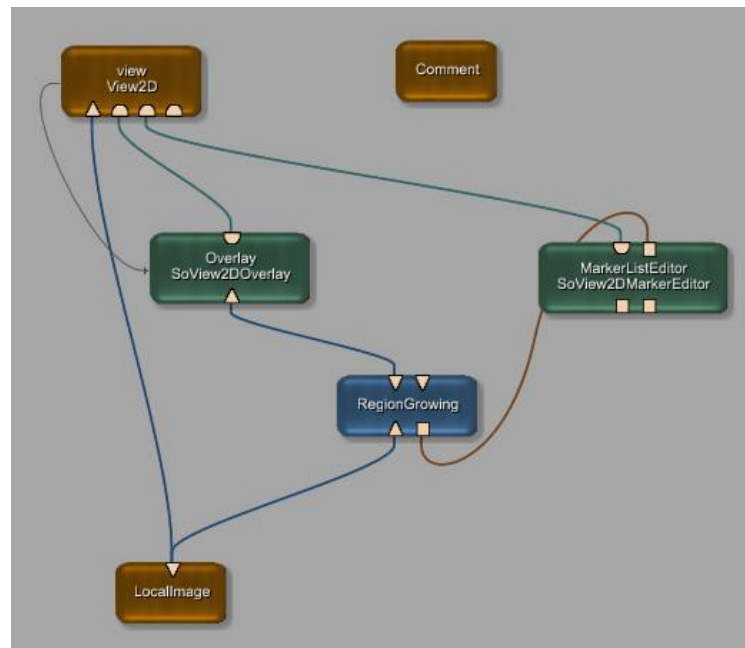 view
View2D
Comment
Overlay
SoView2DOverlay
MarkerListEditor
SoView2DMarkerEditor
RegionGrowing
LocalImage